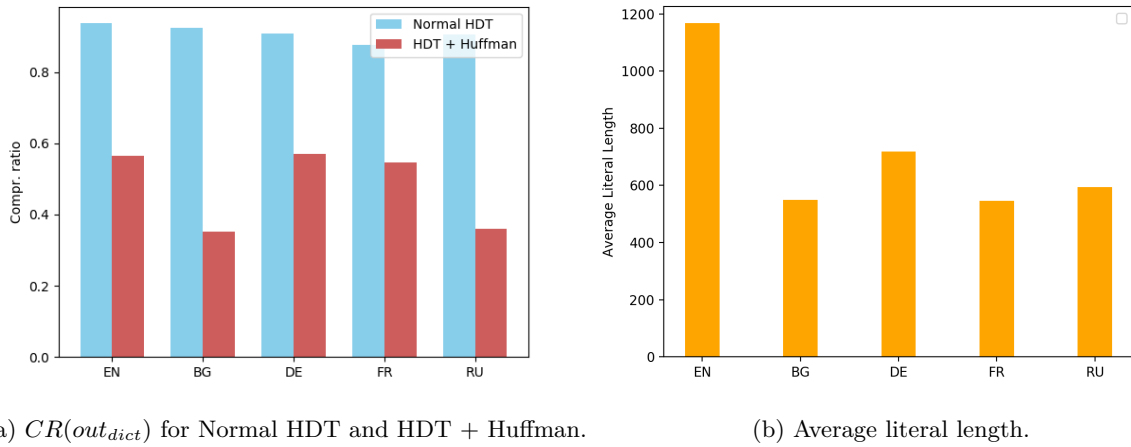 Normal HDT
HDT + Huffman
Compr. ratio
0.8
0.6
0.4
0.2
0.0
EN BG DE FR RU
Average Literal Length
1200
1000
800
600
400
200
0
EN BG DE FR RU
a) CR(out_dict) for Normal HDT and HDT + Huffman.
(b) Average literal length.